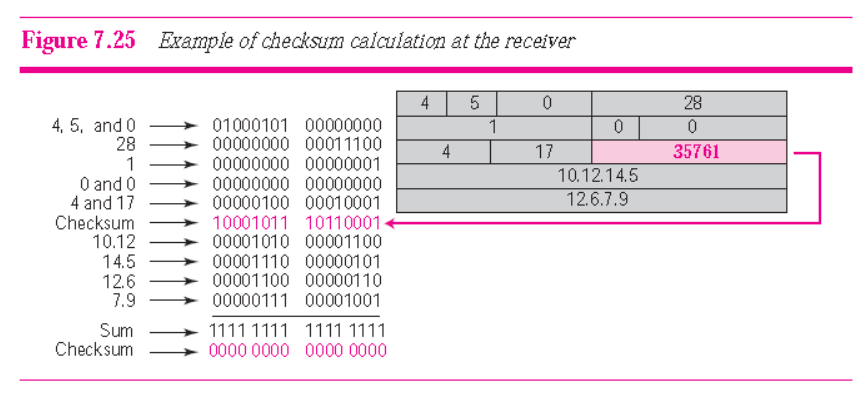 Figure 7.25 Example of checksum calculation at the receiver
4 5 0 28
1 0 0
4 17 35761
10.12.14.5
12.6.7.9
4, 5, and 0 01000101 00000000
28 00000000 00011100
1 00000000 00000001
0 and 0 00000000 00000000
4 and 17 00000100 00010001
Checksum 10001011 10110001
10.12 00001010 00001100
14.5 00001110 00000101
12.6 00001100 00000110
7.9 00000111 00001001
Sum 1111 1111 1111 1111
Checksum 0000 0000 0000 0000